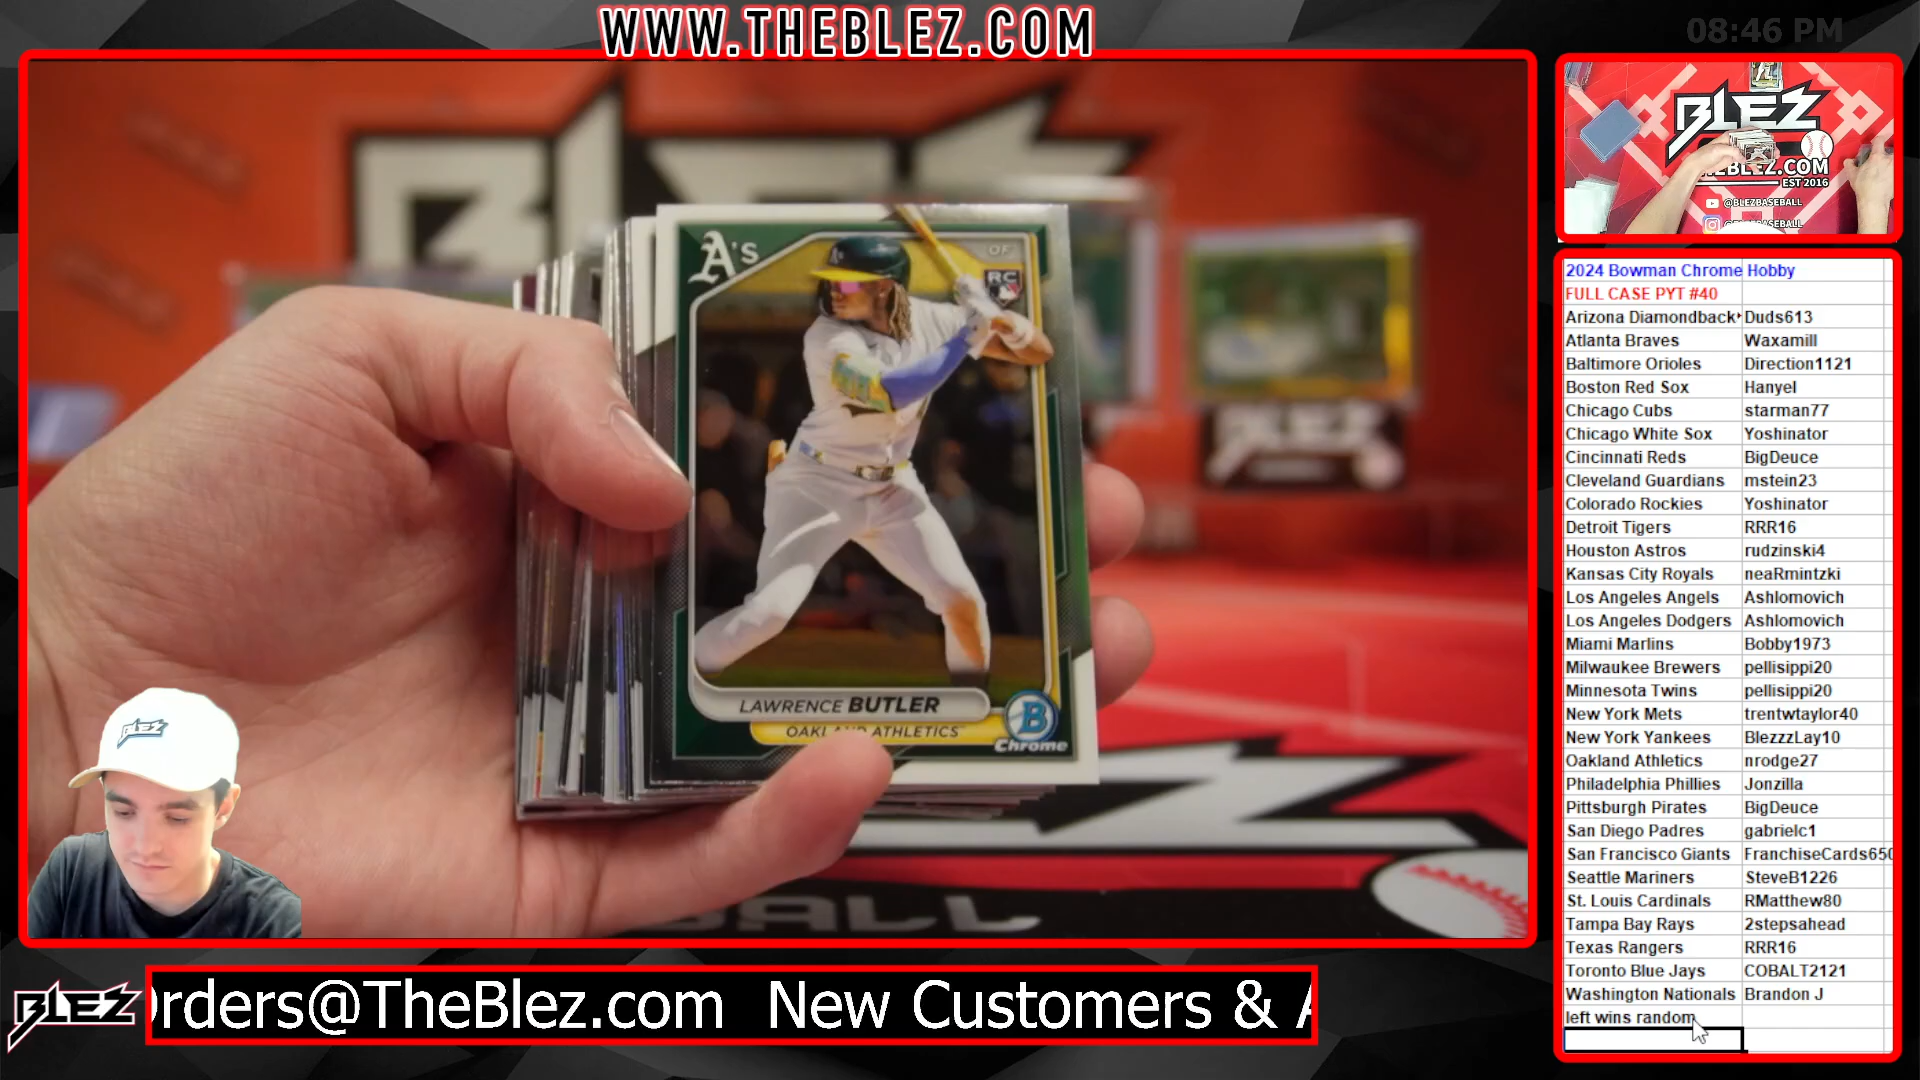 WWW.THEBLEZ.COM
08:46 PM
A's
OF
RC
LAWRENCE BUTLER
OAKLAND ATHLETICS
B
Chrome
BLEZ
BALL
BLEZ
.COM
EST 2016
@BLEZBASEBALL
2024 Bowman Chrome Hobby
FULL CASE PYT #40
Arizona Diamondback Duds613
Atlanta Braves Waxamill
Baltimore Orioles Direction1121
Boston Red Sox Hanyel
Chicago Cubs starman77
Chicago White Sox Yoshinator
Cincinnati Reds BigDeuce
Cleveland Guardians mstein23
Colorado Rockies Yoshinator
Detroit Tigers RRR16
Houston Astros rudzinski4
Kansas City Royals neaRmintzki
Los Angeles Angels Ashlomovich
Los Angeles Dodgers Ashlomovich
Miami Marlins Bobby1973
Milwaukee Brewers pellisippi20
Minnesota Twins pellisippi20
New York Mets trentwtaylor40
New York Yankees BlezzzLay10
Oakland Athletics nrodge27
Philadelphia Phillies Jonzilla
Pittsburgh Pirates BigDeuce
San Diego Padres gabrielc1
San Francisco Giants FranchiseCards650
Seattle Mariners SteveB1226
St. Louis Cardinals RMatthew80
Tampa Bay Rays 2stepsahead
Texas Rangers RRR16
Toronto Blue Jays COBALT2121
Washington Nationals Brandon J
left wins random
BLEZ
rders@TheBlez.com New Customers &